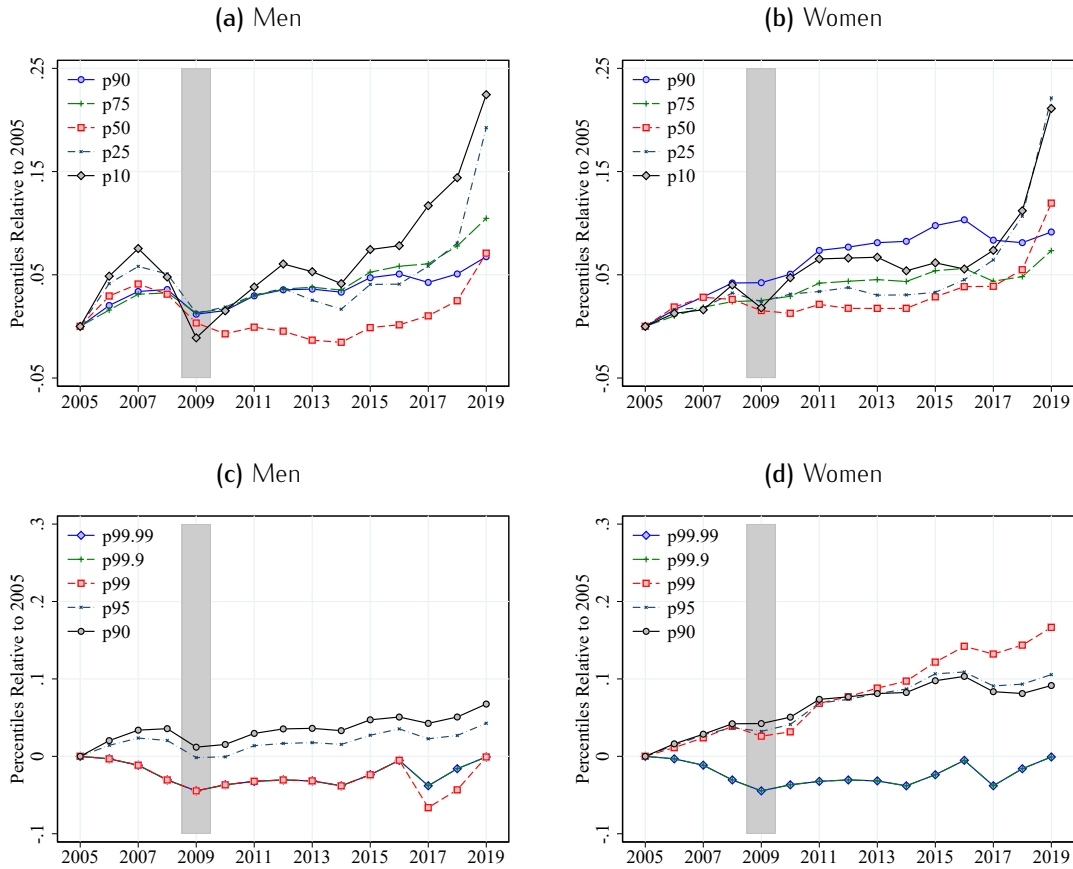 (a) Men
Percentiles Relative to 2005
.25
.15
.05
-.05
p90
p75
p50
p25
p10
2005 2007 2009 2011 2013 2015 2017 2019
(b) Women
Percentiles Relative to 2005
.25
.15
.05
-.05
p90
p75
p50
p25
p10
2005 2007 2009 2011 2013 2015 2017 2019
(c) Men
Percentiles Relative to 2005
.3
.2
.1
0
-.1
p99.99
p99.9
p99
p95
p90
2005 2007 2009 2011 2013 2015 2017 2019
(d) Women
Percentiles Relative to 2005
.3
.2
.1
0
-.1
p99.99
p99.9
p99
p95
p90
2005 2007 2009 2011 2013 2015 2017 2019